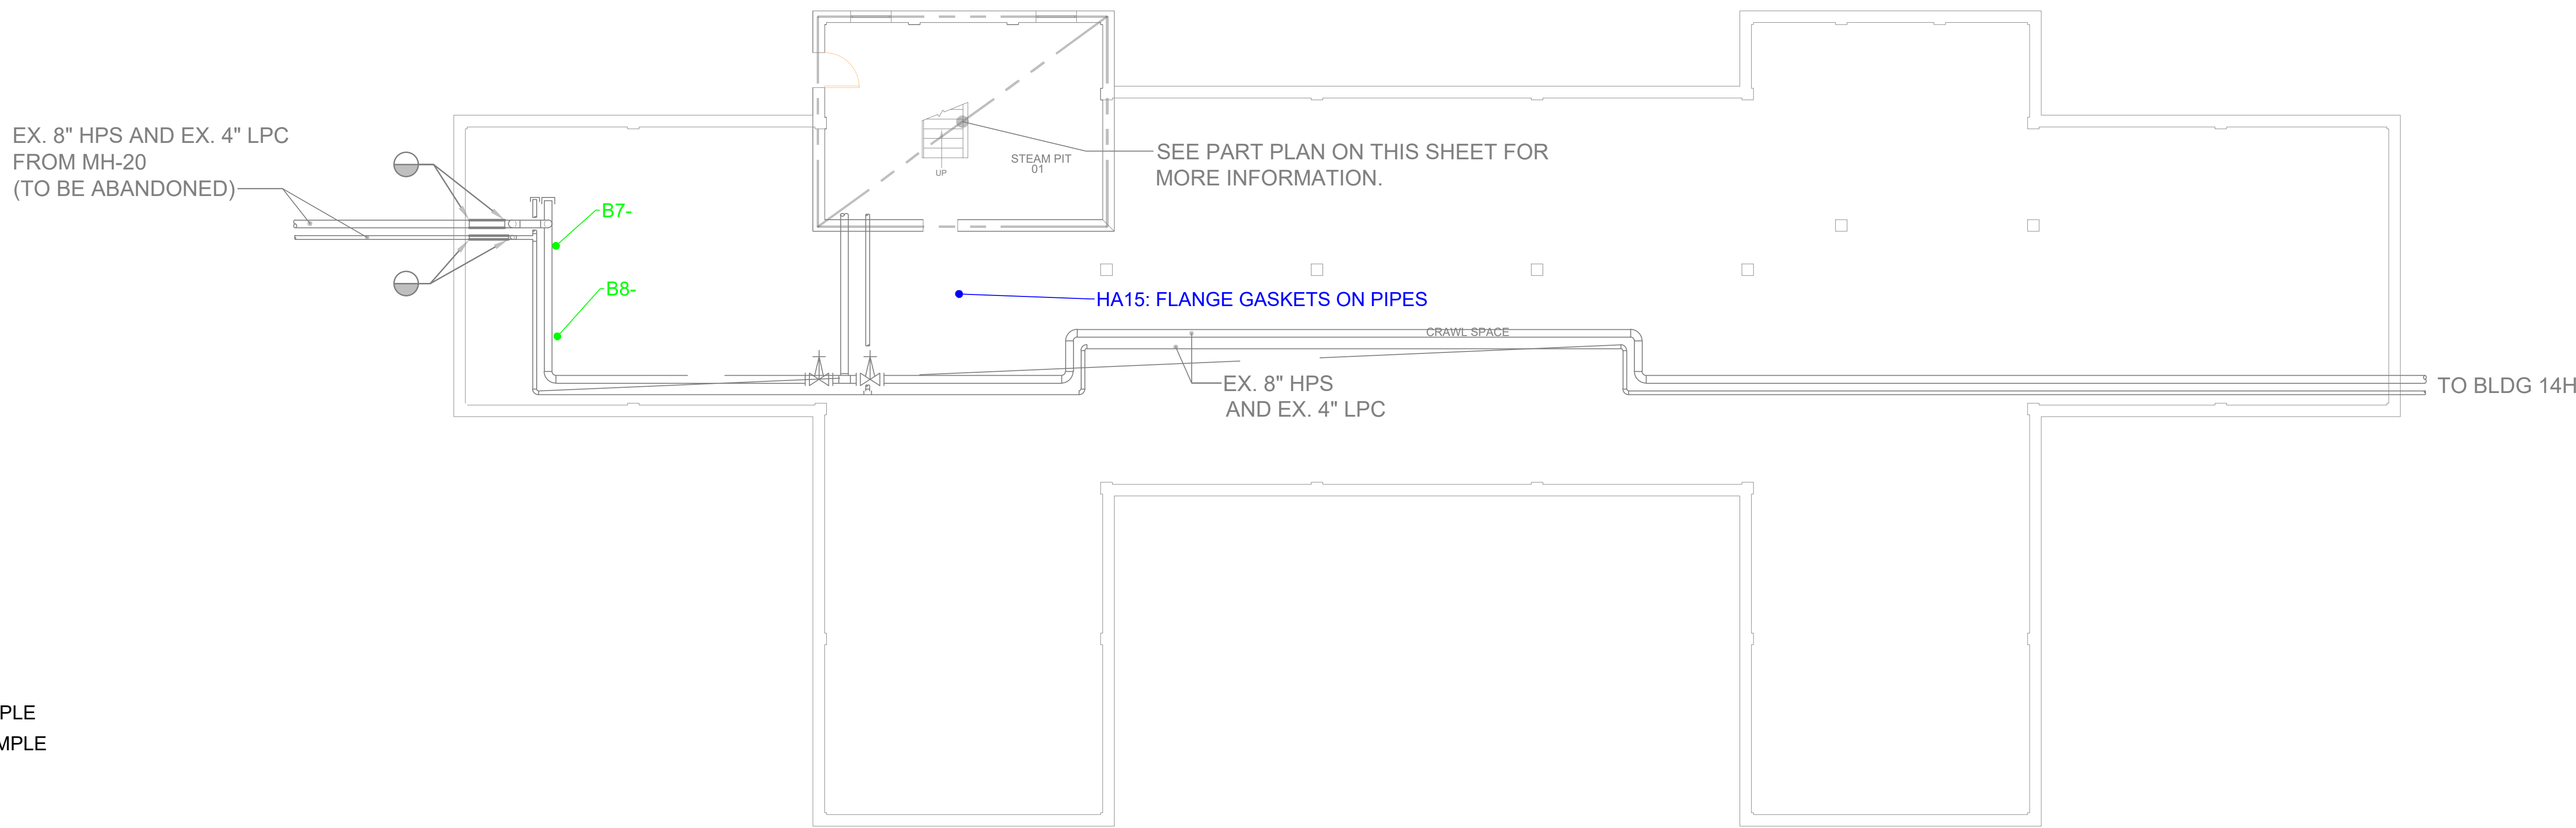 EX. 8" HPS AND EX. 4" LPC
FROM MH-20
(TO BE ABANDONED)
B7-
B8-
UP
STEAM PIT
01
SEE PART PLAN ON THIS SHEET FOR
MORE INFORMATION.
HA15: FLANGE GASKETS ON PIPES
CRAWL SPACE
EX. 8" HPS
AND EX. 4" LPC
TO BLDG 14H
PLE
MPLE